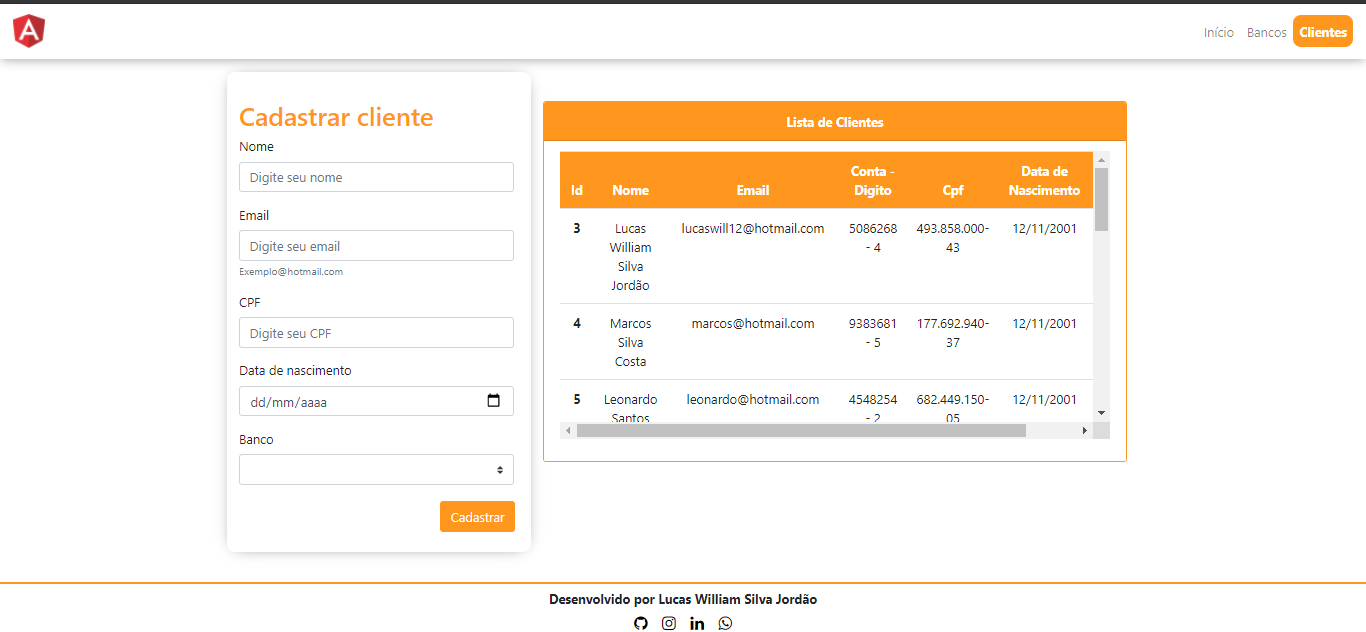 Início Bancos Clientes
Cadastrar cliente
Nome
Digite seu nome
Email
Digite seu email
Exemplo@hotmail.com
CPF
Digite seu CPF
Data de nascimento
dd/mm/aaaa
Banco
Cadastrar
Lista de Clientes
Id Nome Email Conta - Digito Cpf Data de Nascimento
3 Lucas William Silva Jordão lucaswill12@hotmail.com 5086268 - 4 493.858.000-43 12/11/2001
4 Marcos Silva Costa marcos@hotmail.com 9383681 - 5 177.692.940-37 12/11/2001
5 Leonardo Santos leonardo@hotmail.com 4548254 - 2 682.449.150-05 12/11/2001
Desenvolvido por Lucas William Silva Jordão